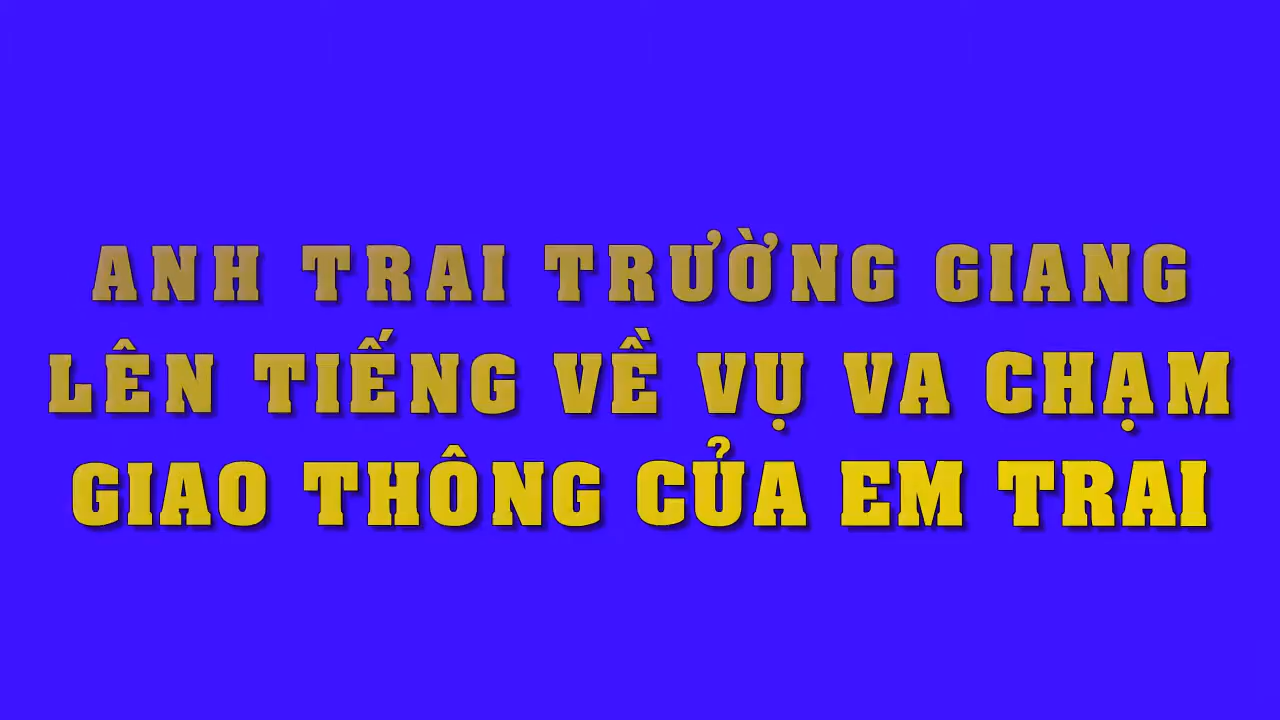 ANH TRAI TRƯỜNG GIANG
LÊN TIẾNG VỀ VỤ VA CHẠM
GIAO THÔNG CỦA EM TRAI